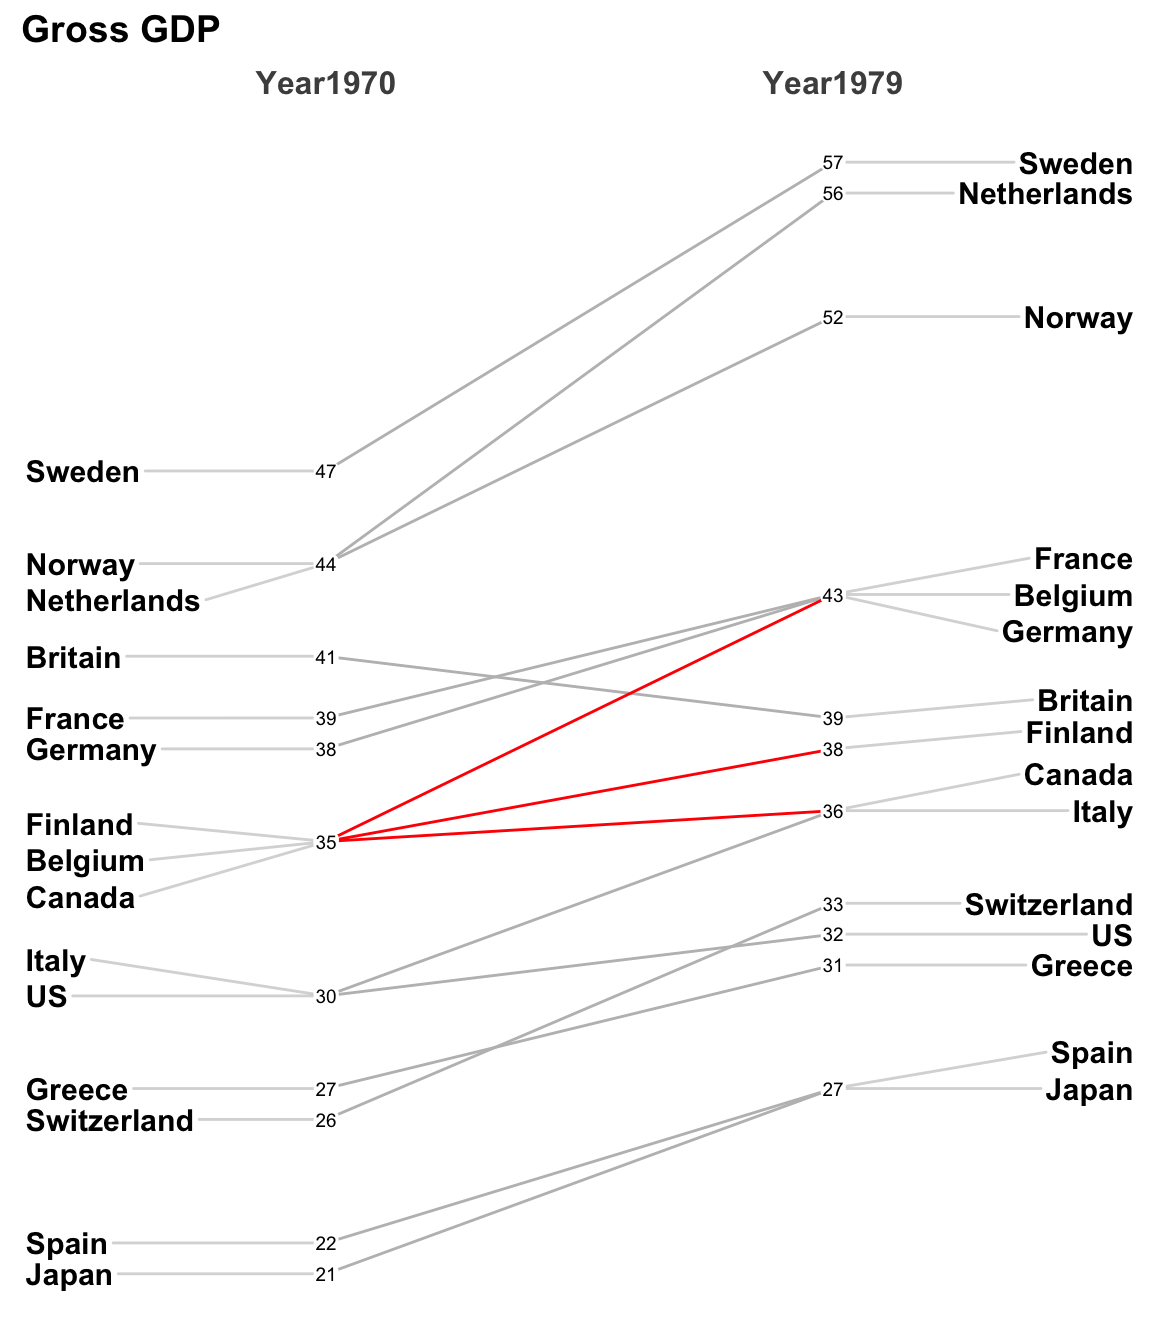 Gross GDP
Year1970 Year1979
57 Sweden
56 Netherlands
52 Norway
Sweden 47
Norway 44
Netherlands
France
43 Belgium
Germany
Britain 41
Britain
France 39 39
Finland
Germany 38 38
Canada
36 Italy
Finland
35
Belgium
Canada
33 Switzerland
32 US
Italy
31 Greece
US 30
Spain
Greece 27 27 Japan
Switzerland 26
Spain 22
Japan 21